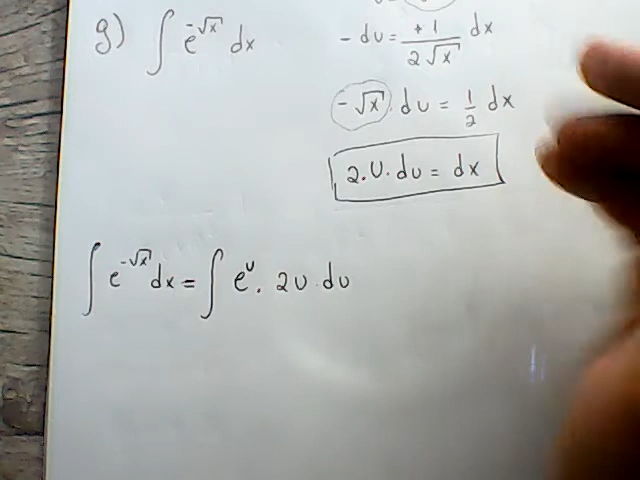 g) ∫ e^{-√x} dx
- du = +1/(2√x) dx
-√x . du = 1/2 dx
2.U.du = dx
∫ e^{-√x} dx = ∫ e^u . 2u.du